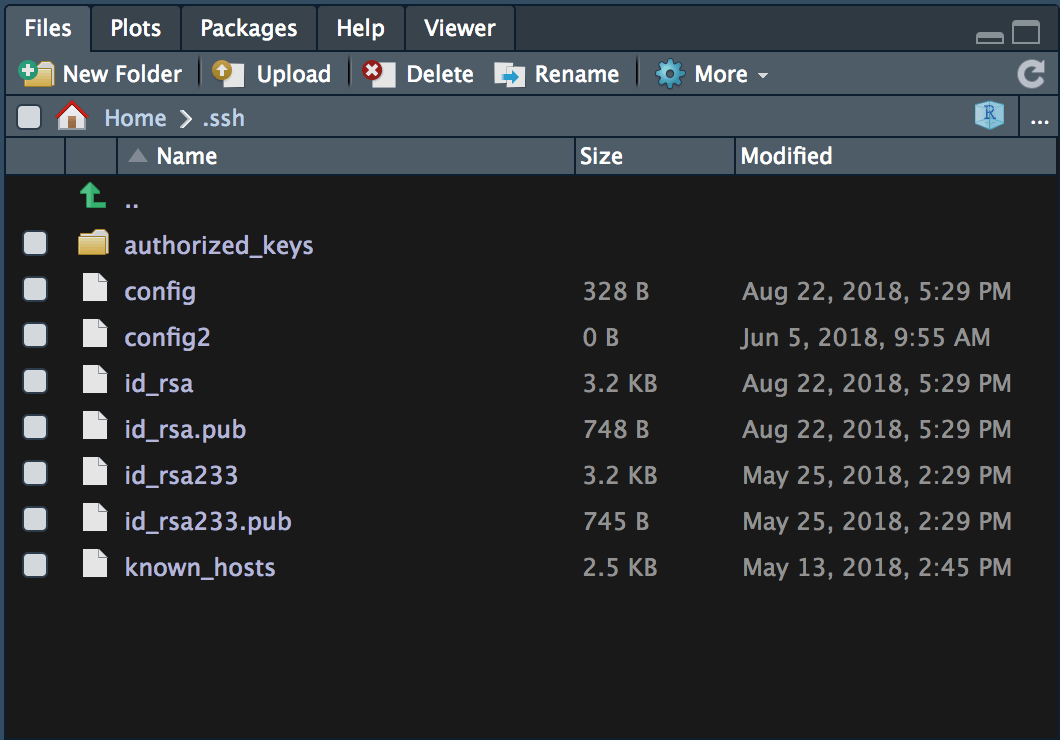 Files Plots Packages Help Viewer
New Folder Upload Delete Rename More
Home .ssh R ...
Name Size Modified
..
authorized_keys
config 328 B Aug 22, 2018, 5:29 PM
config2 0 B Jun 5, 2018, 9:55 AM
id_rsa 3.2 KB Aug 22, 2018, 5:29 PM
id_rsa.pub 748 B Aug 22, 2018, 5:29 PM
id_rsa233 3.2 KB May 25, 2018, 2:29 PM
id_rsa233.pub 745 B May 25, 2018, 2:29 PM
known_hosts 2.5 KB May 13, 2018, 2:45 PM